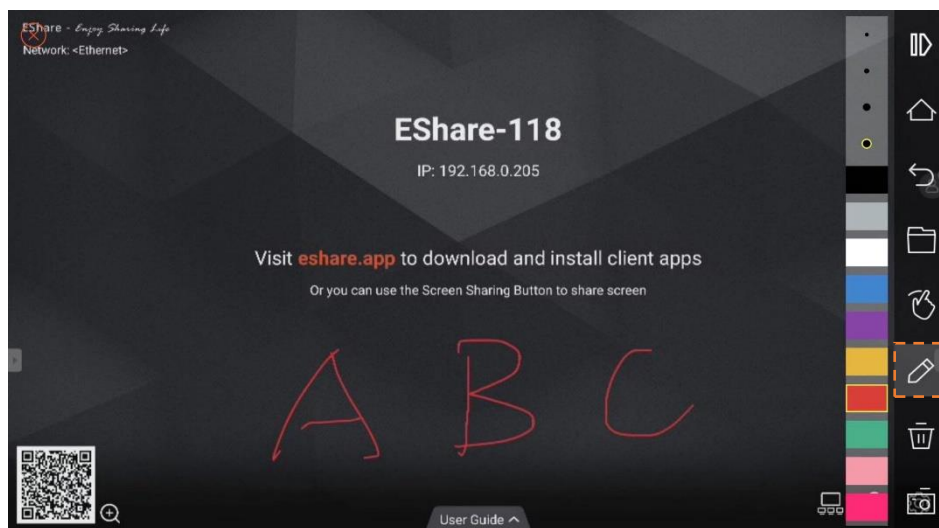 EShare - Enjoy Sharing Life
Network: <Ethernet>
EShare-118
IP: 192.168.0.205
Visit eshare.app to download and install client apps
Or you can use the Screen Sharing Button to share screen
A B C
User Guide